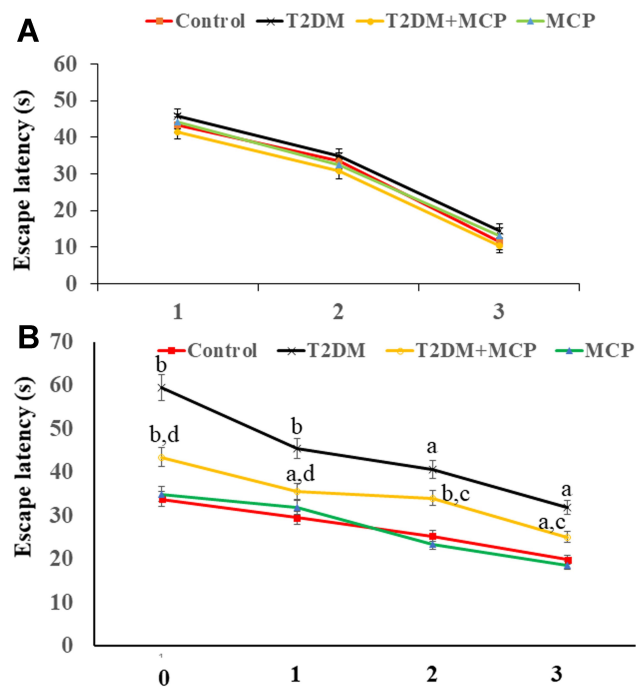 A
Control T2DM T2DM+MCP MCP
Escape latency (s)
60
50
40
30
20
10
0
1 2 3
B
Control T2DM T2DM+MCP MCP
Escape latency (s)
70
60
50
40
30
20
10
0
b
b
a
a
b,d
a,d
b,c
a,c
0 1 2 3